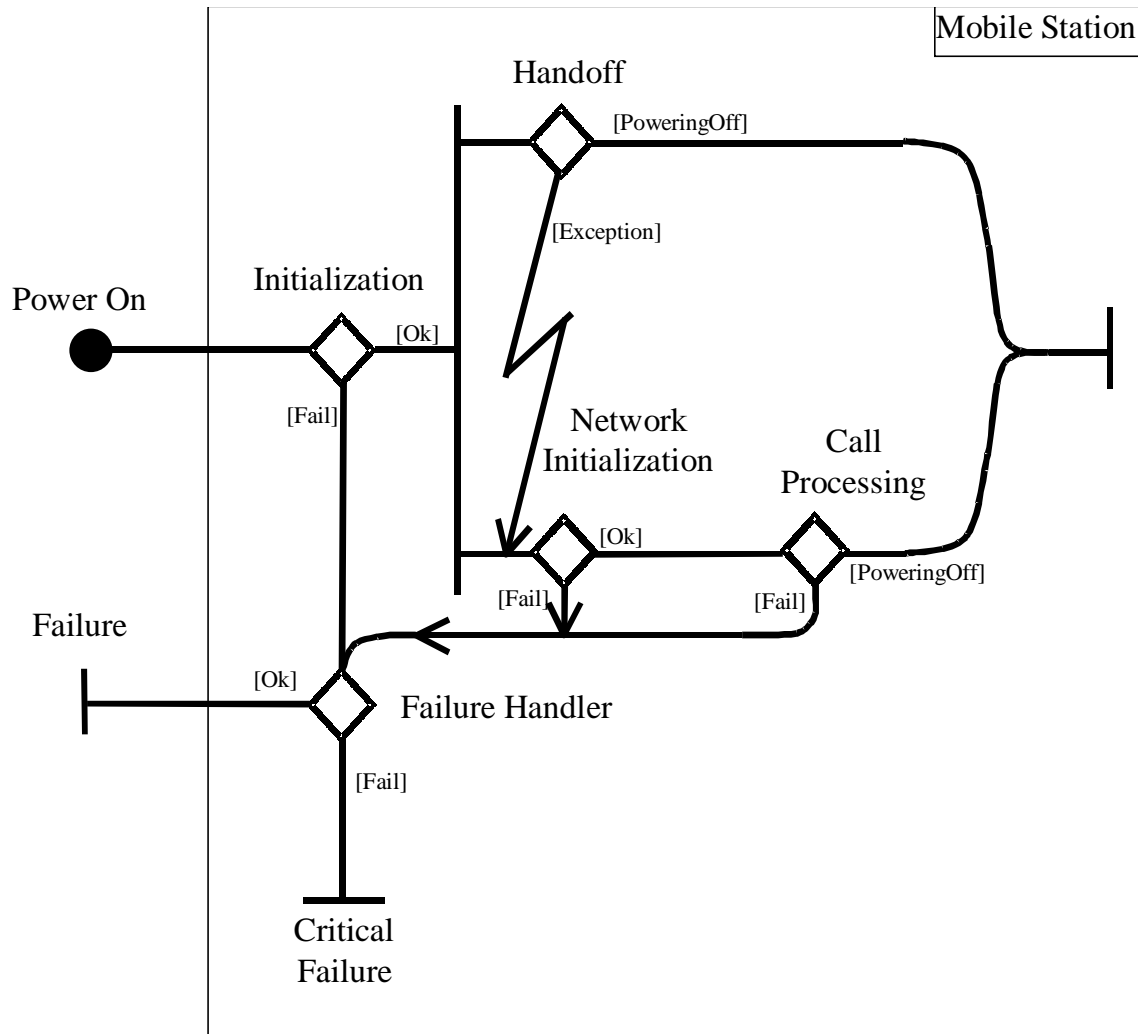 Mobile Station
Handoff
[PoweringOff]
[Exception]
Initialization
Power On
[Ok]
[Fail]
Network
Initialization
Call
Processing
[Ok]
[PoweringOff]
[Fail]
[Fail]
Failure
[Ok]
Failure Handler
[Fail]
Critical
Failure